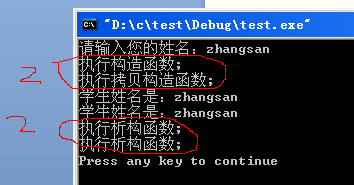 "D:\c\test\Debug\test.exe"
请输入您的姓名：zhangsan
2
执行构造函数；
执行拷贝构造函数；
学生姓名是：zhangsan
学生姓名是：zhangsan
2
执行析构函数；
执行析构函数；
Press any key to continue